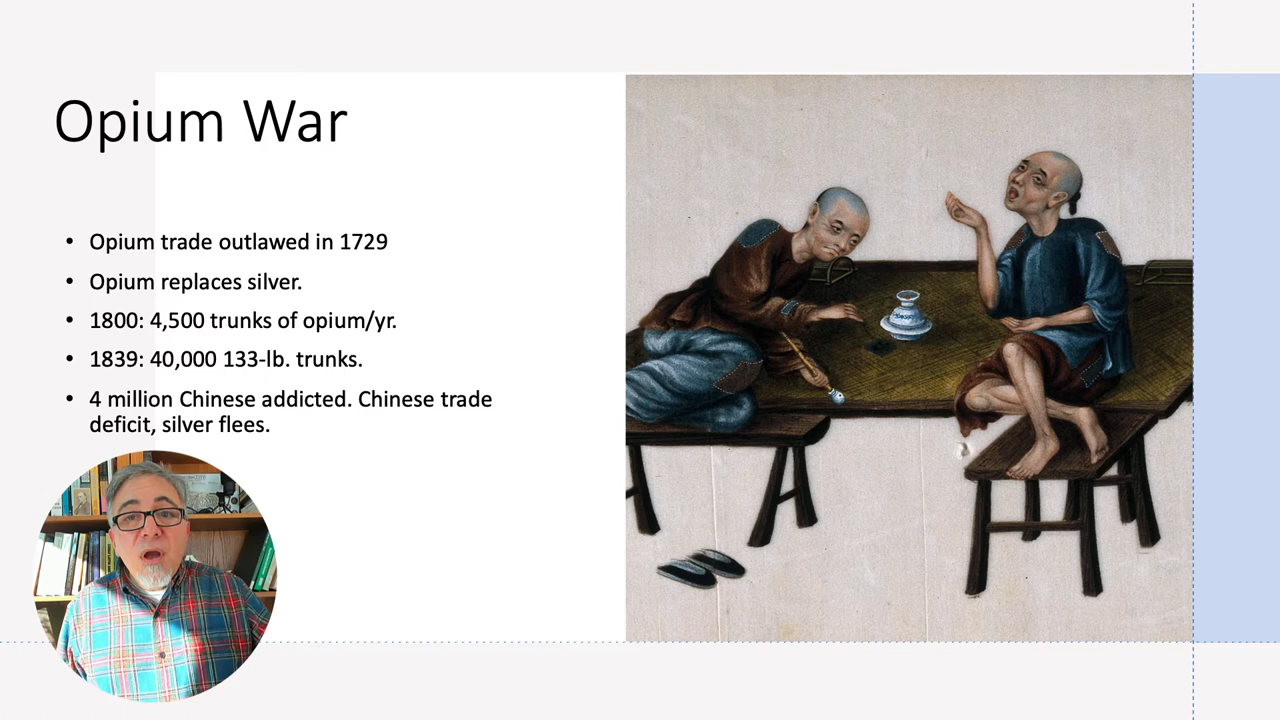 Opium War
• Opium trade outlawed in 1729
• Opium replaces silver.
• 1800: 4,500 trunks of opium/yr.
• 1839: 40,000 133-lb. trunks.
• 4 million Chinese addicted. Chinese trade
deficit, silver flees.